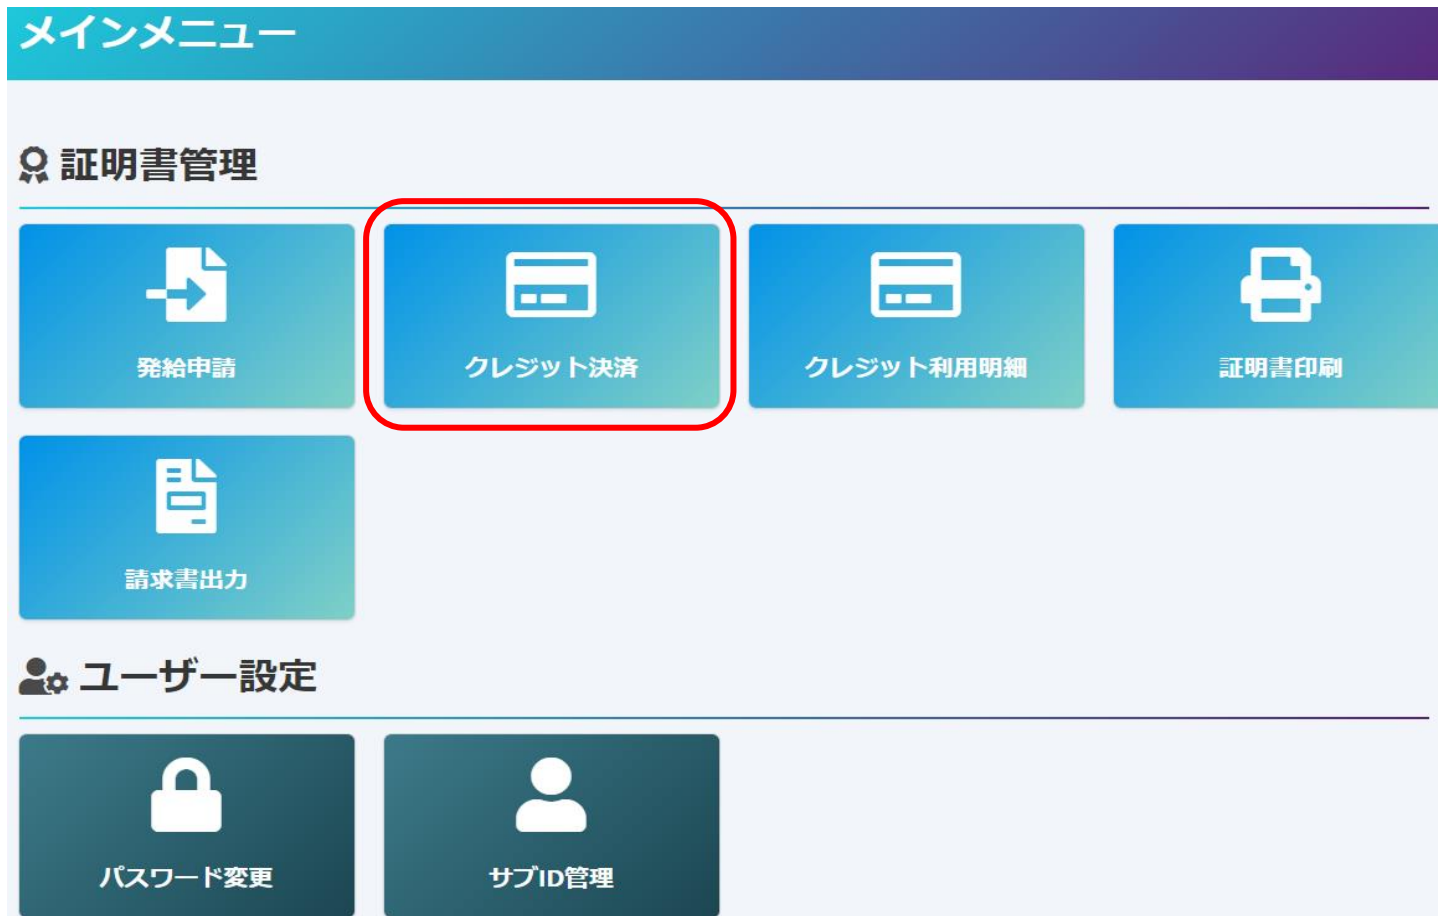 メインメニュー
証明書管理
発給申請
クレジット決済
クレジット利用明細
証明書印刷
請求書出力
ユーザー設定
パスワード変更
サブID管理